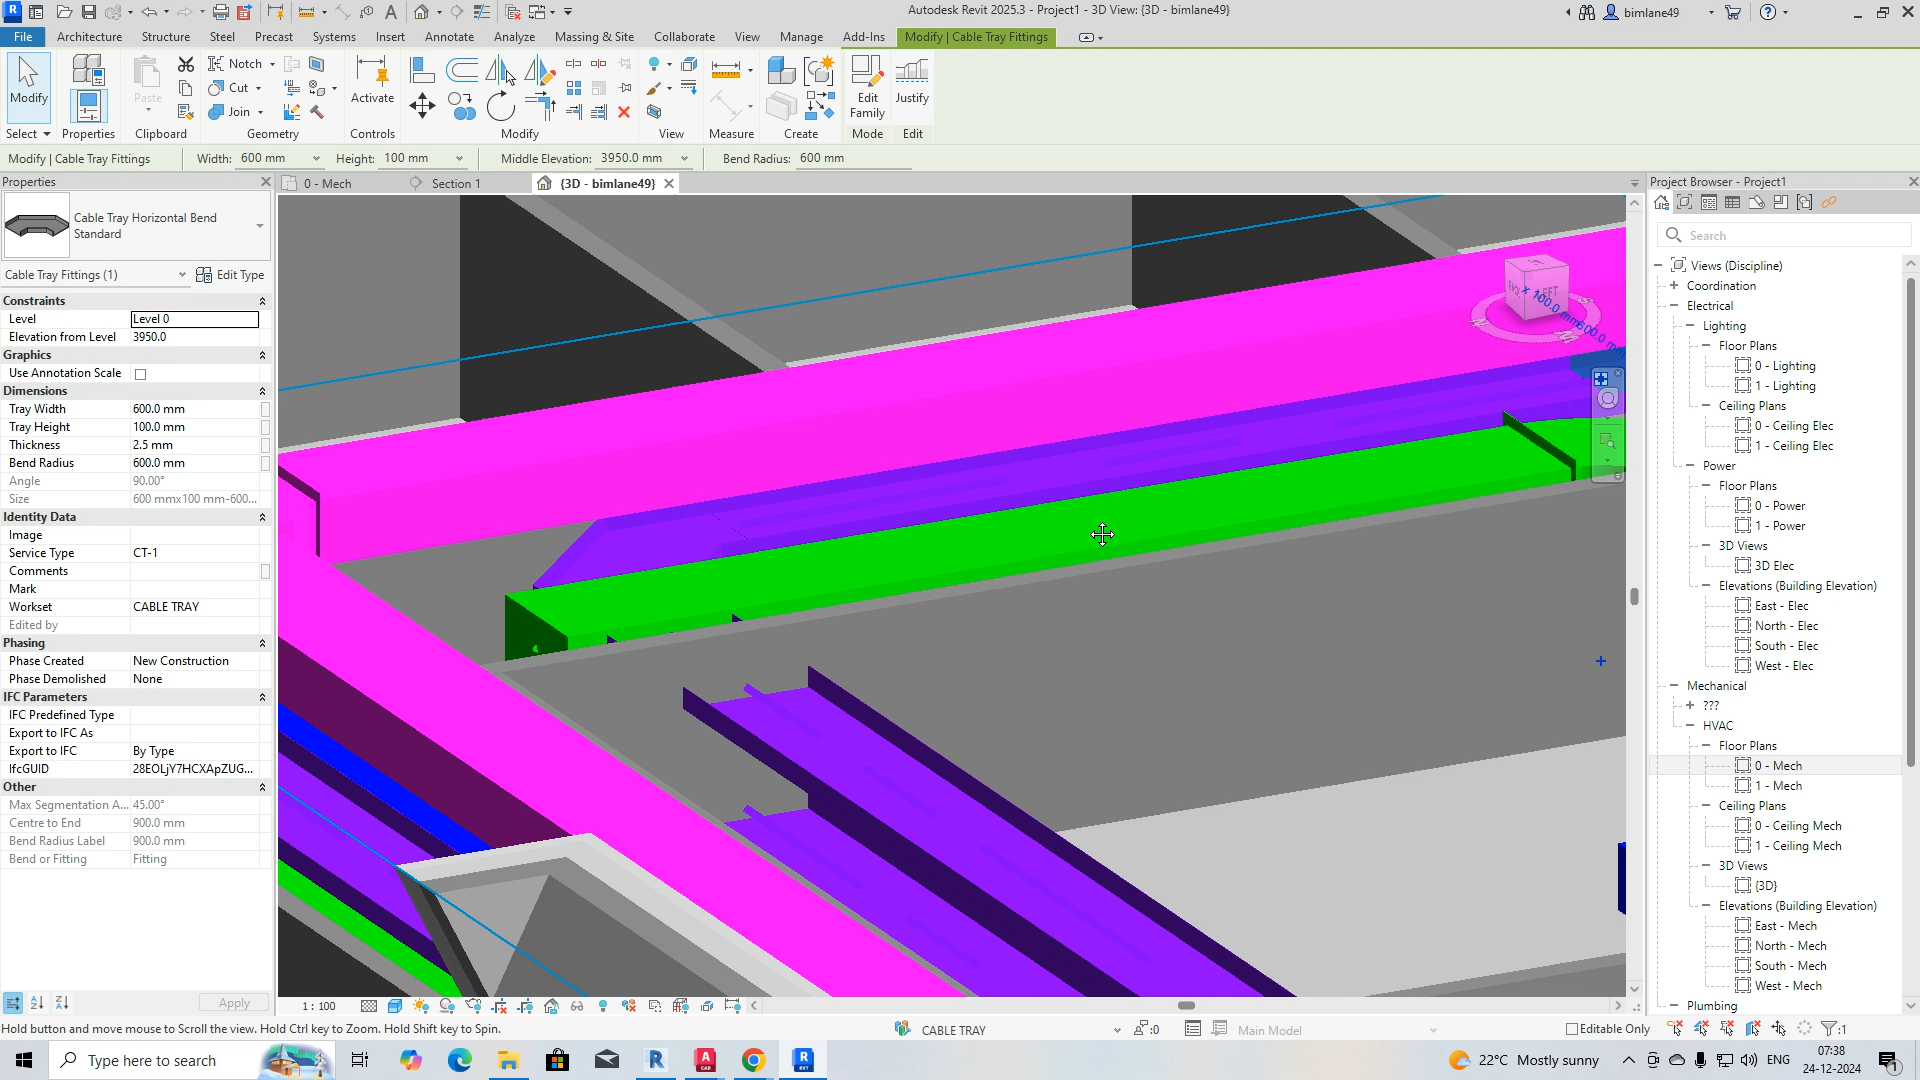 Autodesk Revit 2025.3 - Project1 - 3D View: {3D - bimlane49}
bimlane49
File Architecture Structure Steel Precast Systems Insert Annotate Analyze Massing & Site Collaborate View Manage Add-Ins Modify | Cable Tray Fittings
Modify
Paste
Notch
Cut
Join
Activate
Edit Family
Justify
Select Properties Clipboard Geometry Controls Modify View Measure Create Mode Edit
Modify | Cable Tray Fittings Width: 600 mm Height: 100 mm Middle Elevation: 3950.0 mm Bend Radius: 600 mm
Properties
0 - Mech Section 1 {3D - bimlane49}
Project Browser - Project1
Cable Tray Horizontal Bend
Standard
Cable Tray Fittings (1) Edit Type
Constraints
Level Level 0
Elevation from Level 3950.0
Graphics
Use Annotation Scale
Dimensions
Tray Width 600.0 mm
Tray Height 100.0 mm
Thickness 2.5 mm
Bend Radius 600.0 mm
Angle 90.00°
Size 600 mmx100 mm-600...
Identity Data
Image
Service Type CT-1
Comments
Mark
Workset CABLE TRAY
Edited by
Phasing
Phase Created New Construction
Phase Demolished None
IFC Parameters
IFC Predefined Type
Export to IFC As
Export to IFC By Type
IfcGUID 28EOLjY7HCXApZUG...
Other
Max Segmentation A... 45.00°
Centre to End 900.0 mm
Bend Radius Label 900.0 mm
Bend or Fitting Fitting
Apply
100.0 mm
600.0 mm
Search
Views (Discipline)
Coordination
Electrical
Lighting
Floor Plans
0 - Lighting
1 - Lighting
Ceiling Plans
0 - Ceiling Elec
1 - Ceiling Elec
Power
Floor Plans
0 - Power
1 - Power
3D Views
3D Elec
Elevations (Building Elevation)
East - Elec
North - Elec
South - Elec
West - Elec
Mechanical
???
HVAC
Floor Plans
0 - Mech
1 - Mech
Ceiling Plans
0 - Ceiling Mech
1 - Ceiling Mech
3D Views
{3D}
Elevations (Building Elevation)
East - Mech
North - Mech
South - Mech
West - Mech
Plumbing
1 : 100
Hold button and move mouse to Scroll the view. Hold Ctrl key to Zoom. Hold Shift key to Spin.
CABLE TRAY :0 Main Model Editable Only :1
Type here to search
22°C Mostly sunny ENG
07:38
24-12-2024